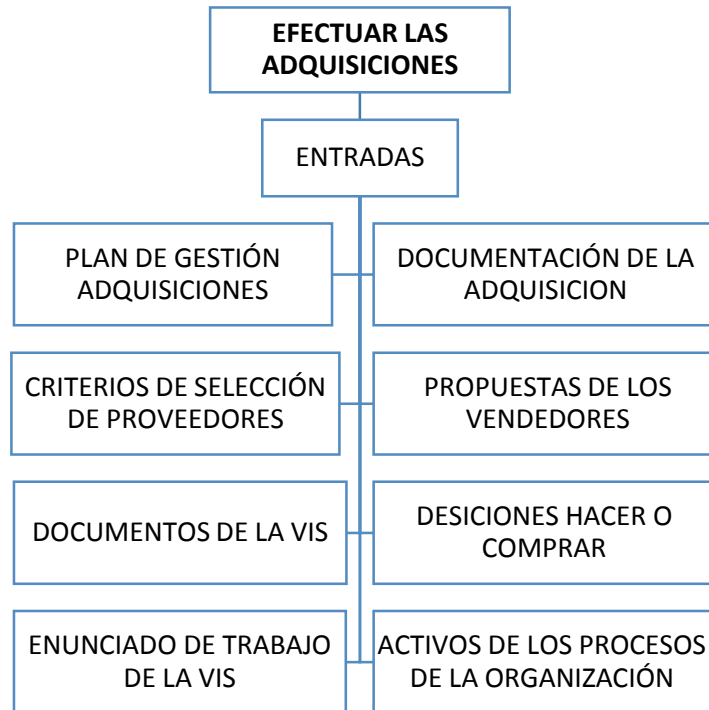 EFECTUAR LAS
ADQUISICIONES
ENTRADAS
PLAN DE GESTIÓN
ADQUISICIONES
DOCUMENTACIÓN DE LA
ADQUISICION
CRITERIOS DE SELECCIÓN
DE PROVEEDORES
PROPUESTAS DE LOS
VENDEDORES
DOCUMENTOS DE LA VIS
DESICIONES HACER O
COMPRAR
ENUNCIADO DE TRABAJO
DE LA VIS
ACTIVOS DE LOS PROCESOS
DE LA ORGANIZACIÓN